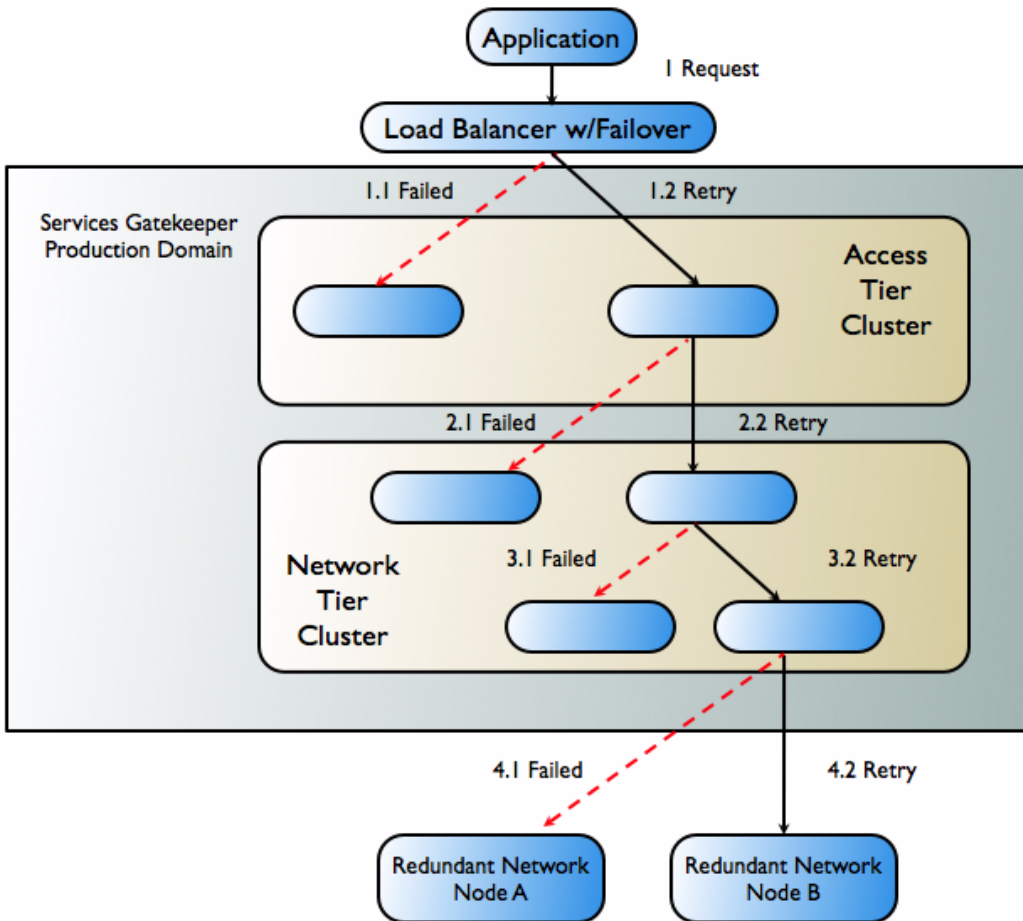 Application
1 Request
Load Balancer w/Failover
1.1 Failed
1.2 Retry
Services Gatekeeper
Production Domain
Access
Tier
Cluster
2.1 Failed
2.2 Retry
3.1 Failed
3.2 Retry
Network
Tier
Cluster
4.1 Failed
4.2 Retry
Redundant Network
Node A
Redundant Network
Node B